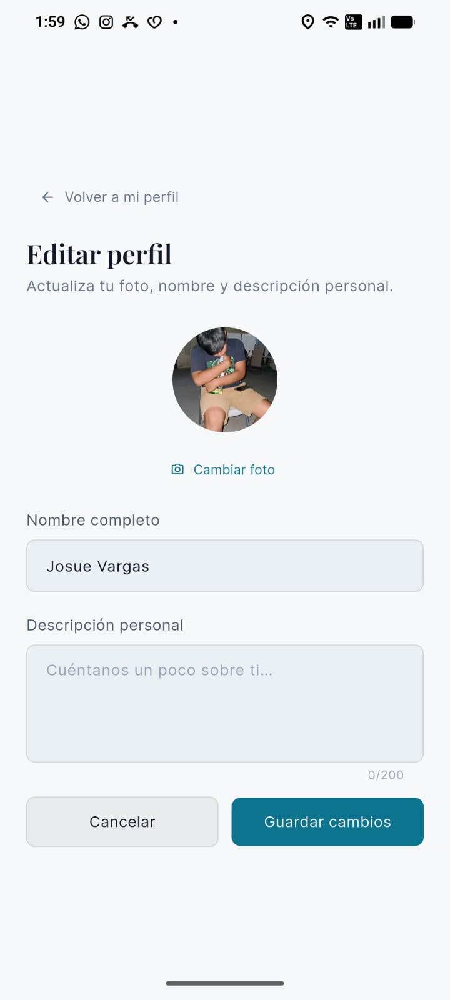 1:59
Vo
LTE
Volver a mi perfil
Editar perfil
Actualiza tu foto, nombre y descripción personal.
Cambiar foto
Nombre completo
Josue Vargas
Descripción personal
Cuéntanos un poco sobre ti...
0/200
Cancelar
Guardar cambios